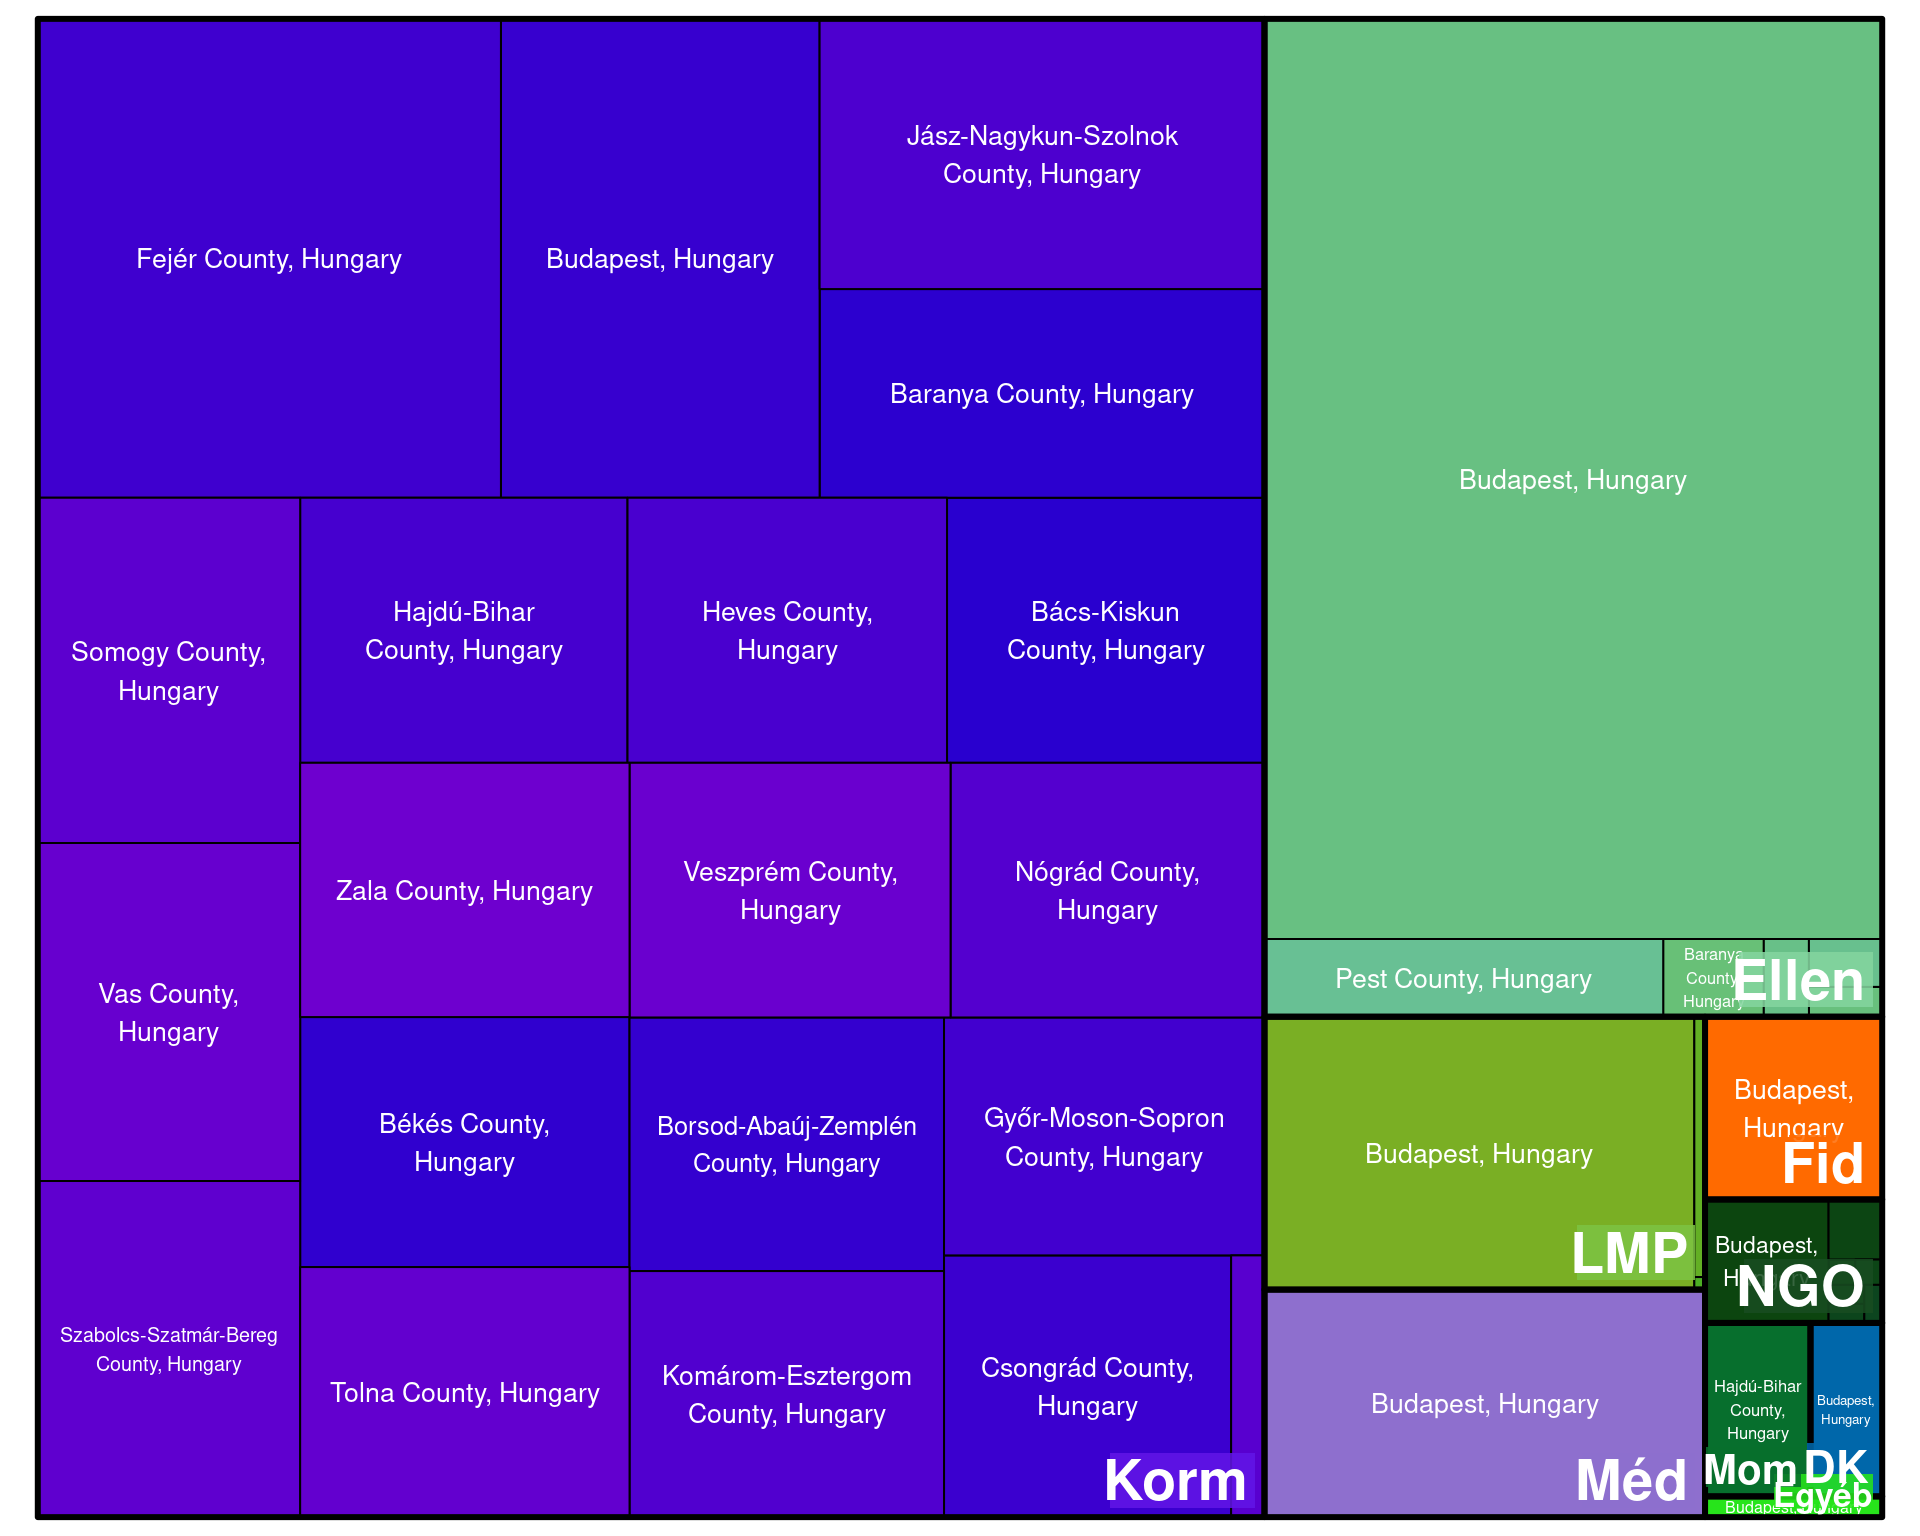 Fejér County, Hungary
Budapest, Hungary
Jász-Nagykun-Szolnok
County, Hungary
Baranya County, Hungary
Somogy County,
Hungary
Hajdú-Bihar
County, Hungary
Heves County,
Hungary
Bács-Kiskun
County, Hungary
Vas County,
Hungary
Zala County, Hungary
Veszprém County,
Hungary
Nógrád County,
Hungary
Szabolcs-Szatmár-Bereg
County, Hungary
Békés County,
Hungary
Borsod-Abaúj-Zemplén
County, Hungary
Győr-Moson-Sopron
County, Hungary
Tolna County, Hungary
Komárom-Esztergom
County, Hungary
Csongrád County,
Hungary
Korm
Budapest, Hungary
Pest County, Hungary
Baranya
County,
Hungary
Ellen
Budapest, Hungary
LMP
Budapest, Hungary
Méd
Budapest,
Hungary
Fid
Budapest,
Hungary
NGO
Hajdú-Bihar
County,
Hungary
Mom
Budapest,
Hungary
DK
Budapest, Hungary
Egyéb